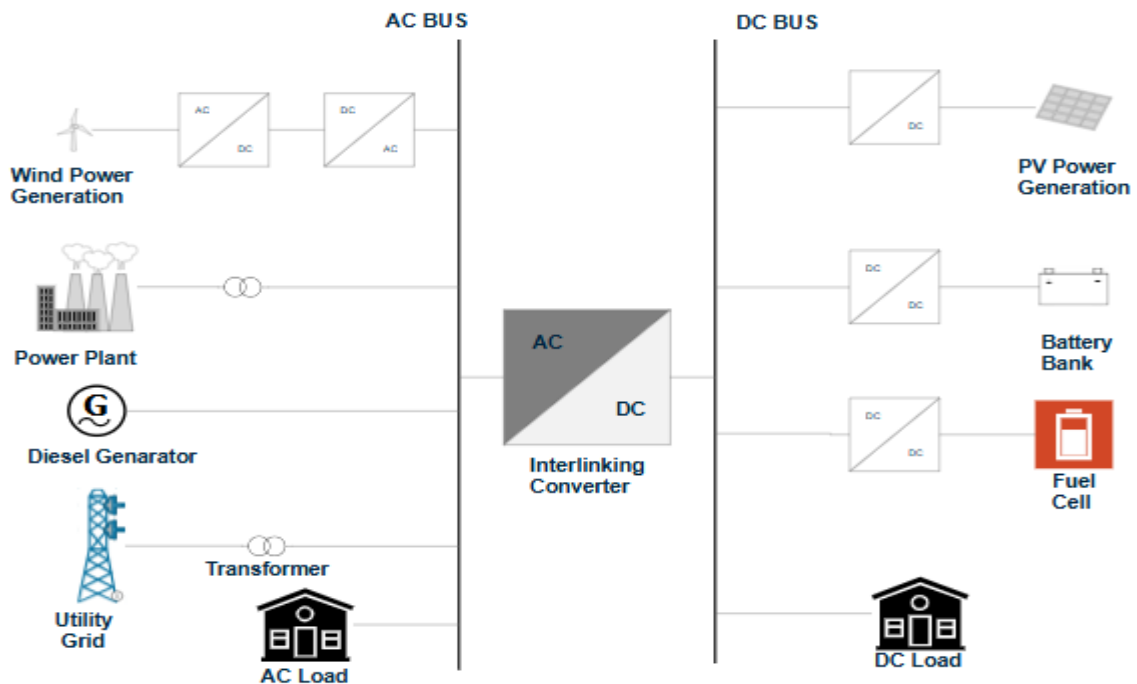 AC BUS
DC BUS
AC
DC
DC
AC
DC
Wind Power
Generation
PV Power
Generation
DC
DC
Power Plant
AC
DC
Battery
Bank
G
Diesel Genarator
DC
DC
Interlinking
Converter
Fuel
Cell
Transformer
Utility
Grid
AC Load
DC Load